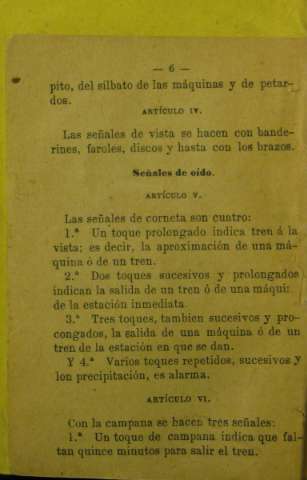 — 6 —
pito, del silbato de las máquinas y de petar-
dos.
ARTÍCULO IV.
Las señales de vista se hacen con bande-
rines, faroles, discos y hasta con los brazos.
Señales de oído.
ARTÍCULO V.
Las señales de corneta son cuatro:
1.ª Un toque prolongado indica tren á la
vista; es decir, la aproximación de una má-
quina ó de un tren.
2.ª Dos toques sucesivos y prolongados
indican la salida de un tren ó de una máqui
de la estación inmediata.
3.ª Tres toques, tambien sucesivos y pro-
congados, la salida de una máquina ó de un
tren de la estación en que se dan.
Y 4.ª Varios toques repetidos, sucesivos y
lon precipitación, es alarma.
ARTÍCULO VI.
Con la campana se hacen tres señales:
1.ª Un toque de campana indica que fal-
tan quince minutos para salir el tren.